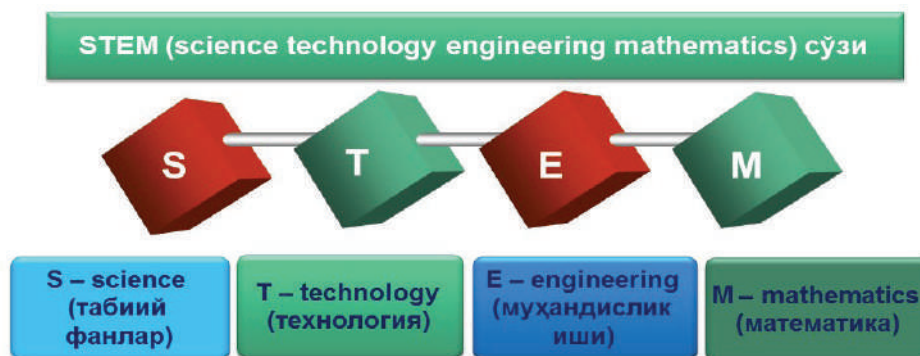 STEM (science technology engineering mathematics) сўзи
S
T
E
M
S – science
(табиий
фанлар)
T – technology
(технология)
E – engineering
(муҳандислик
иши)
M – mathematics
(математика)